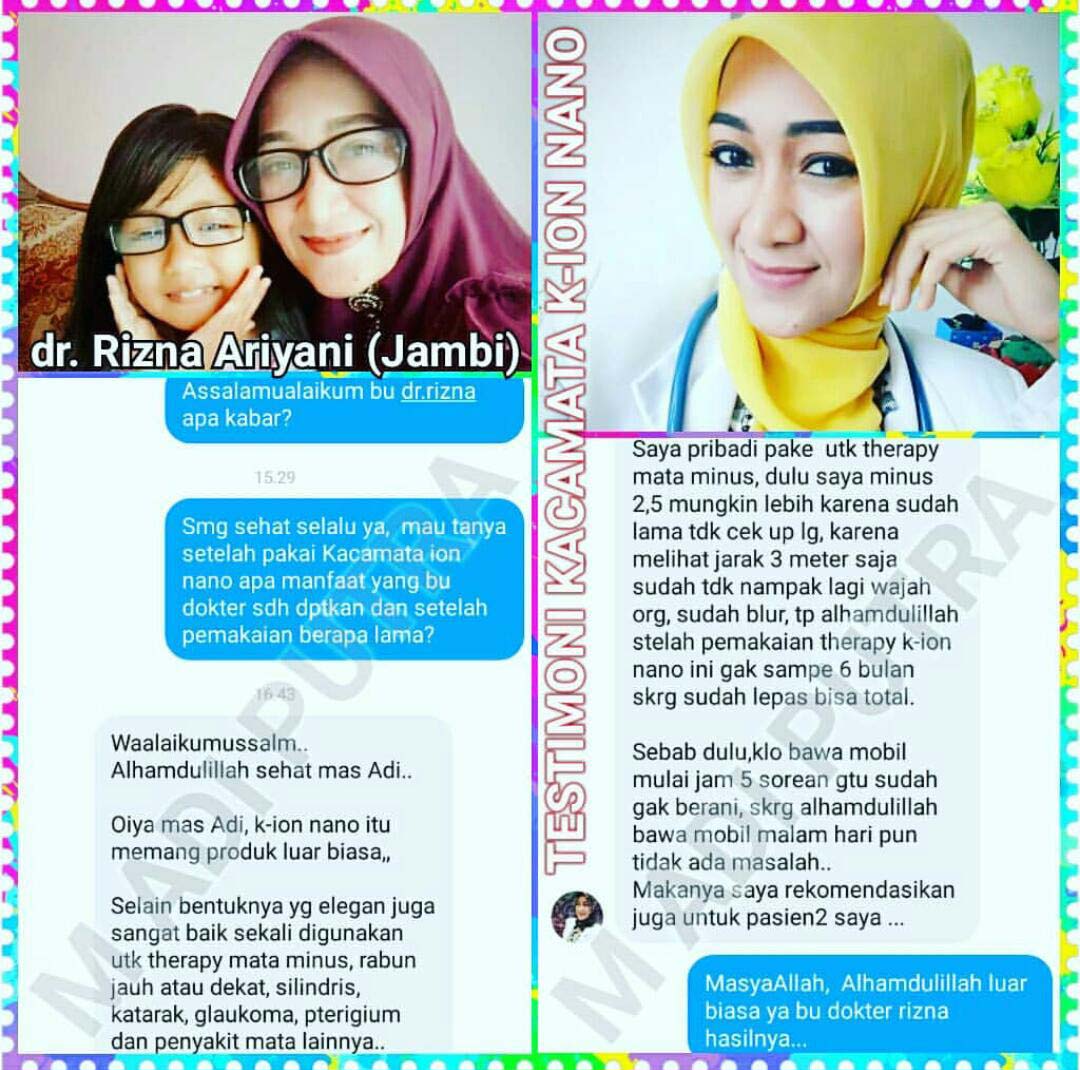 dr. Rizna Ariyani (Jambi)
Assalamualaikum bu dr.rizna
apa kabar?
15.29
Smg sehat selalu ya, mau tanya
setelah pakai Kacamata ion
nano apa manfaat yang bu
dokter sdh dptkan dan setelah
pemakaian berapa lama?
16.43
Waalaikumussalm..
Alhamdulillah sehat mas Adi..
Oiya mas Adi, k-ion nano itu
memang produk luar biasa,,
Selain bentuknya yg elegan juga
sangat baik sekali digunakan
utk therapy mata minus, rabun
jauh atau dekat, silindris,
katarak, glaukoma, pterigium
dan penyakit mata lainnya..
M ADI PUTRA
TESTIMONI KACAMATA K-ION NANO
Saya pribadi pake utk therapy
mata minus, dulu saya minus
2,5 mungkin lebih karena sudah
lama tdk cek up lg, karena
melihat jarak 3 meter saja
sudah tdk nampak lagi wajah
org, sudah blur, tp alhamdulillah
stelah pemakaian therapy k-ion
nano ini gak sampe 6 bulan
skrg sudah lepas bisa total.
Sebab dulu,klo bawa mobil
mulai jam 5 sorean gtu sudah
gak berani, skrg alhamdulillah
bawa mobil malam hari pun
tidak ada masalah..
Makanya saya rekomendasikan
juga untuk pasien2 saya ...
MasyaAllah, Alhamdulillah luar
biasa ya bu dokter rizna
hasilnya...
M ADI PUTRA